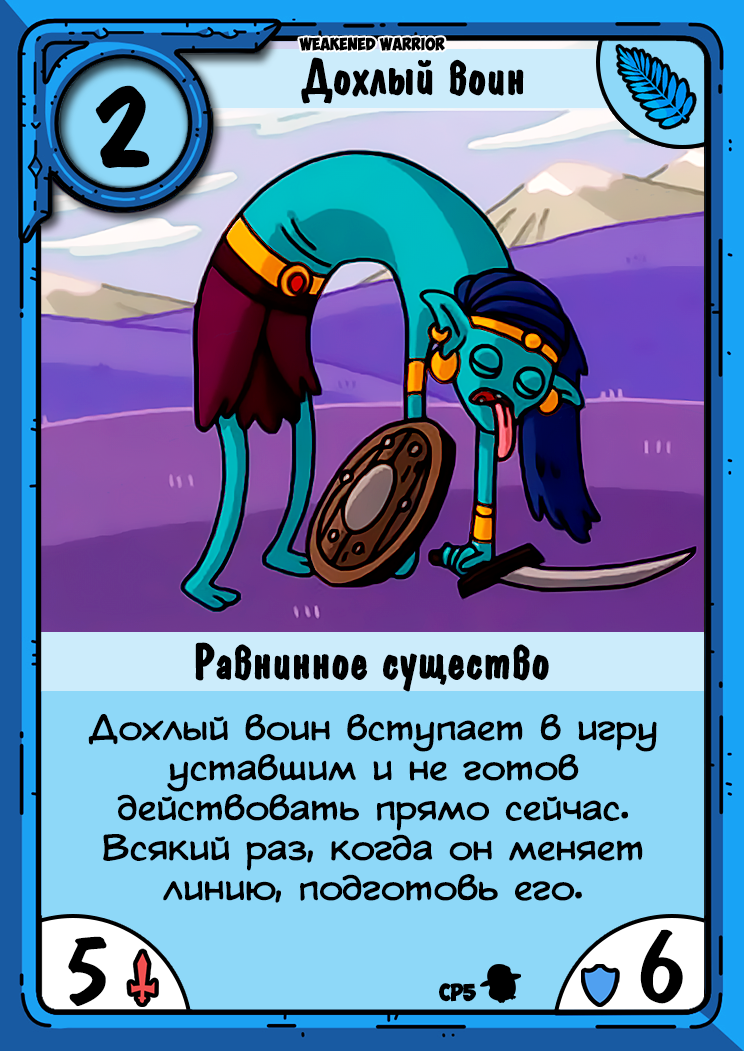 WEAKENED WARRIOR
Дохлый воин
2
Равнинное существо
Дохлый воин вступает в игру
уставшим и не готов
действовать прямо сейчас.
Всякий раз, когда он меняет
линию, подготовь его.
5
CP5
6